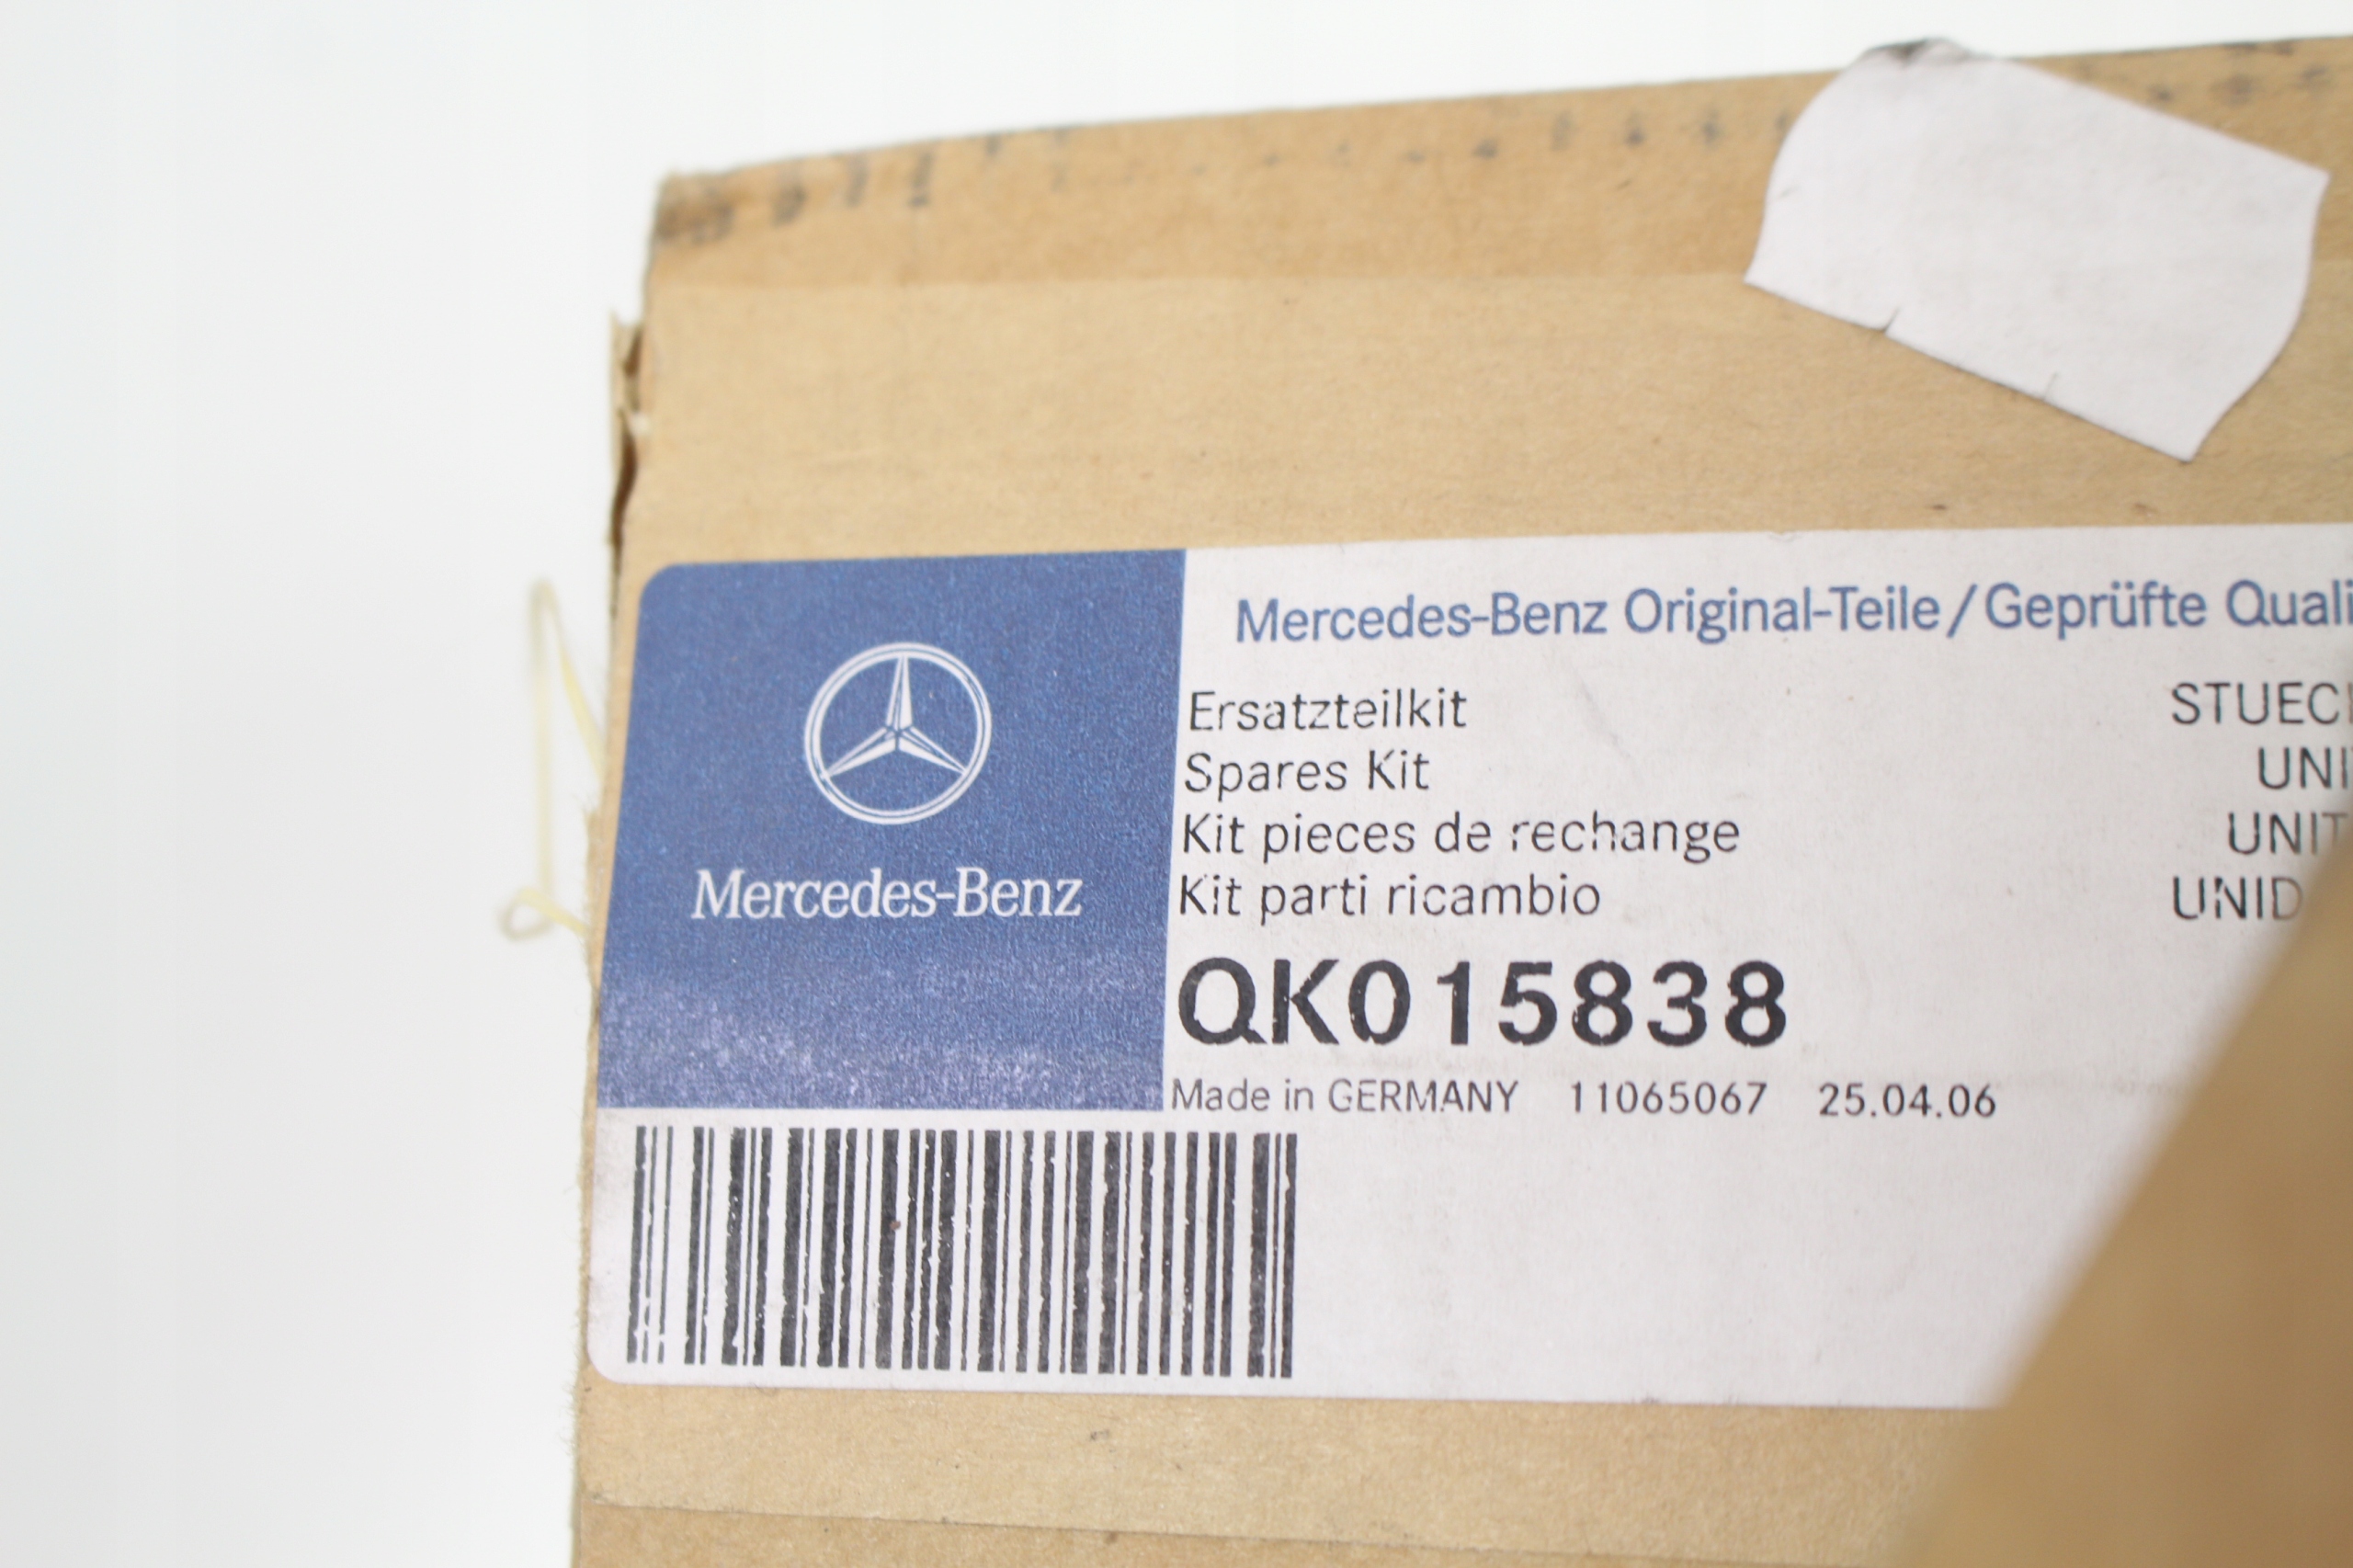 Mercedes-Benz
Mercedes-Benz Original-Teile/Geprüfte Quali
Ersatzteilkit
Spares Kit
Kit pieces de rechange
Kit parti ricambio
STUEC
UNI
UNIT
UNID
QK015838
Made in GERMANY 11065067 25.04.06